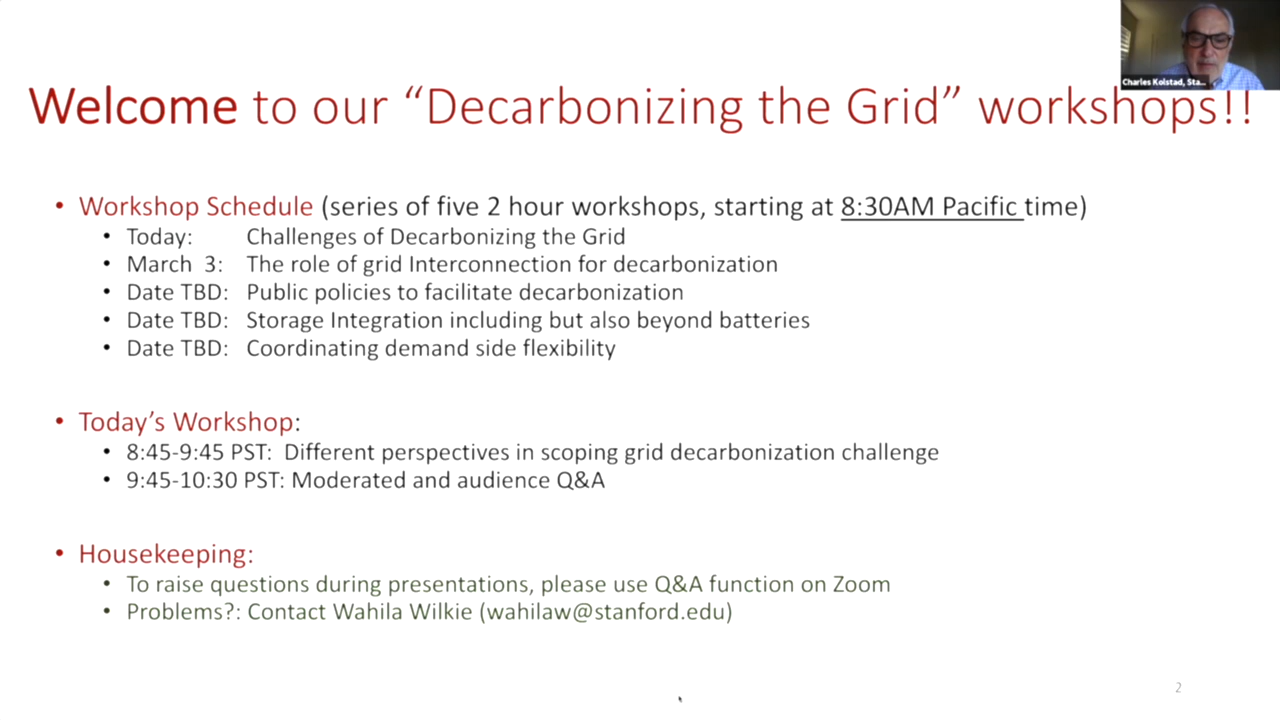 Charles Kolstad, Sta...
Welcome to our “Decarbonizing the Grid” workshops!!
• Workshop Schedule (series of five 2 hour workshops, starting at 8:30AM Pacific time)
• Today: Challenges of Decarbonizing the Grid
• March 3: The role of grid Interconnection for decarbonization
• Date TBD: Public policies to facilitate decarbonization
• Date TBD: Storage Integration including but also beyond batteries
• Date TBD: Coordinating demand side flexibility
• Today’s Workshop:
• 8:45-9:45 PST: Different perspectives in scoping grid decarbonization challenge
• 9:45-10:30 PST: Moderated and audience Q&A
• Housekeeping:
• To raise questions during presentations, please use Q&A function on Zoom
• Problems?: Contact Wahila Wilkie (wahilaw@stanford.edu)
2